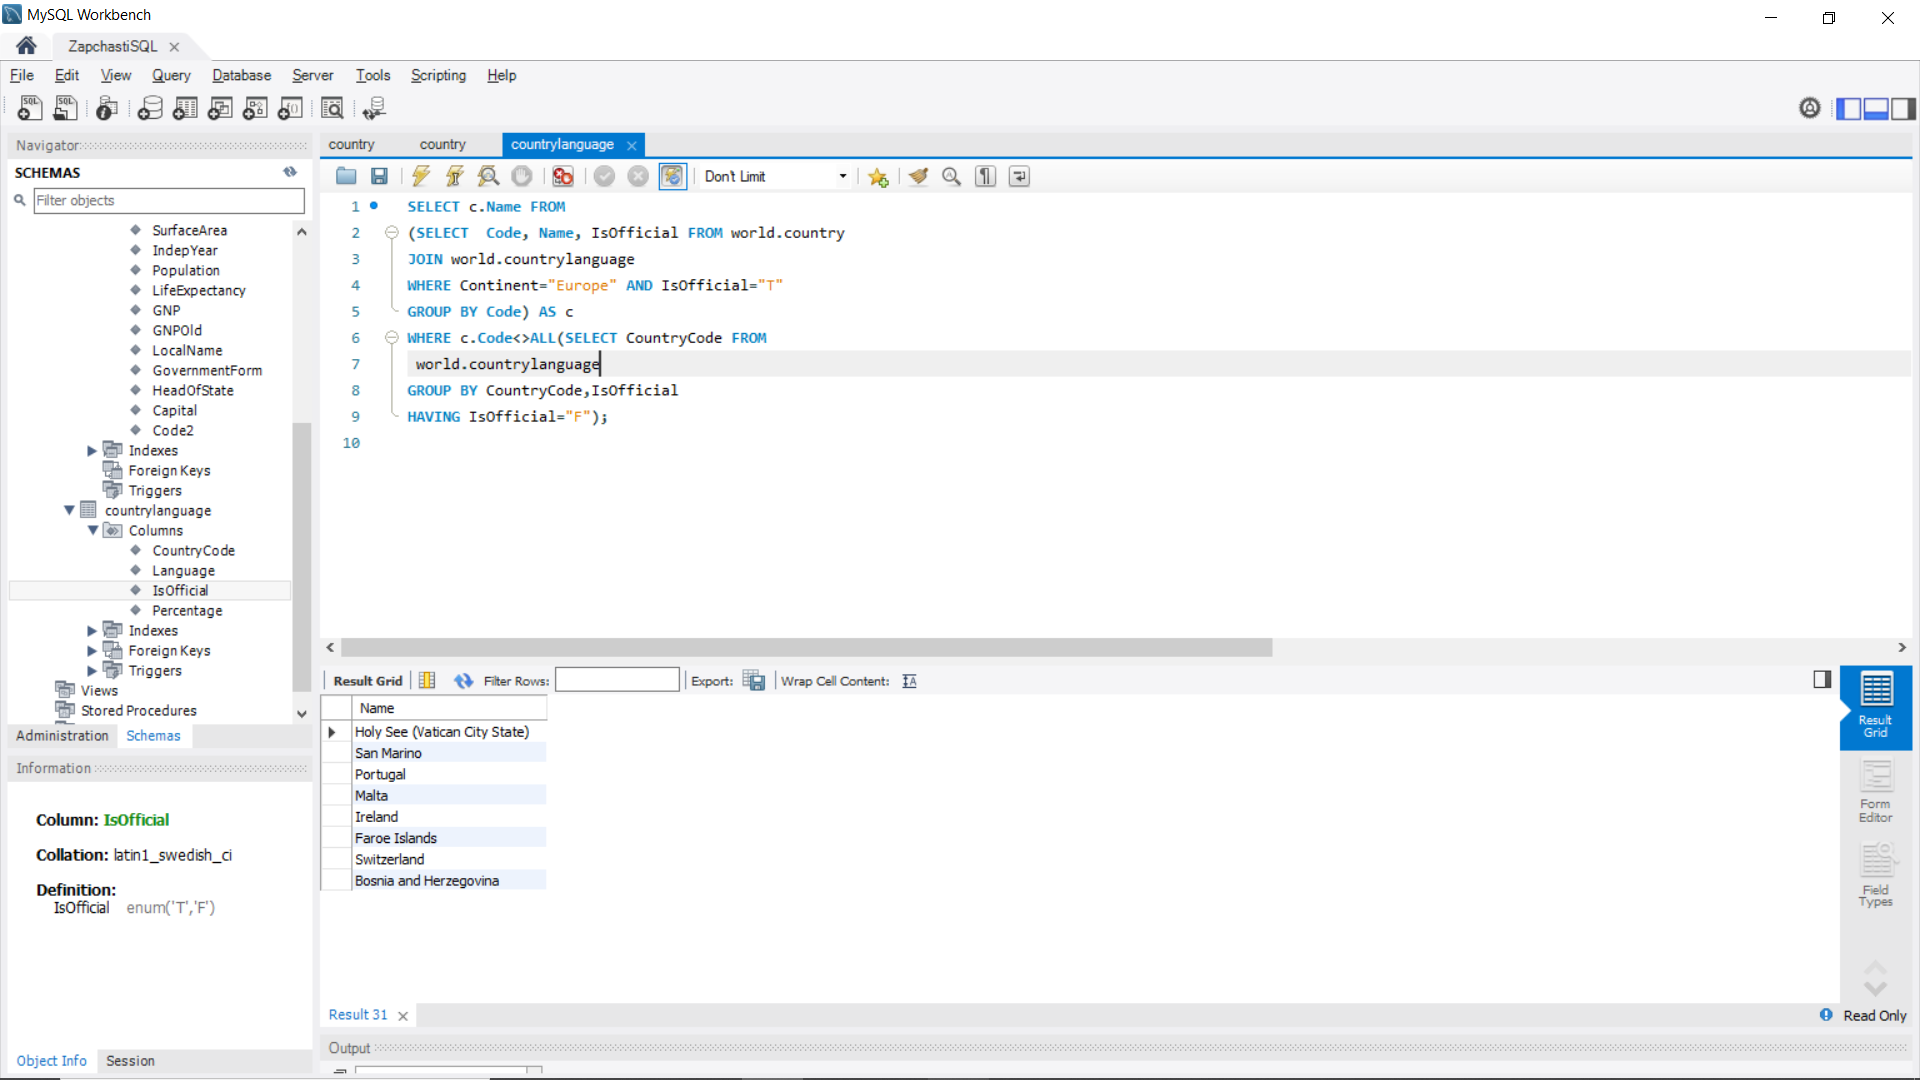 MySQL Workbench
ZapchastiSQL
File Edit View Query Database Server Tools Scripting Help
Navigator
SCHEMAS
Filter objects
SurfaceArea
IndepYear
Population
LifeExpectancy
GNP
GNPOld
LocalName
GovernmentForm
HeadOfState
Capital
Code2
Indexes
Foreign Keys
Triggers
countrylanguage
Columns
CountryCode
Language
IsOfficial
Percentage
Indexes
Foreign Keys
Triggers
Views
Stored Procedures
Administration Schemas
Information
Column: IsOfficial
Collation: latin1_swedish_ci
Definition:
IsOfficial enum('T','F')
Object Info Session
country country countrylanguage
Don't Limit
1 SELECT c.Name FROM
2 (SELECT  Code, Name, IsOfficial FROM world.country
3 JOIN world.countrylanguage
4 WHERE Continent="Europe" AND IsOfficial="T"
5 GROUP BY Code) AS c
6 WHERE c.Code<>ALL(SELECT CountryCode FROM
7 world.countrylanguage
8 GROUP BY CountryCode,IsOfficial
9 HAVING IsOfficial="F");
10
Result Grid Filter Rows: Export: Wrap Cell Content:
Name
Holy See (Vatican City State)
San Marino
Portugal
Malta
Ireland
Faroe Islands
Switzerland
Bosnia and Herzegovina
Result
Grid
Form
Editor
Field
Types
Result 31
Read Only
Output